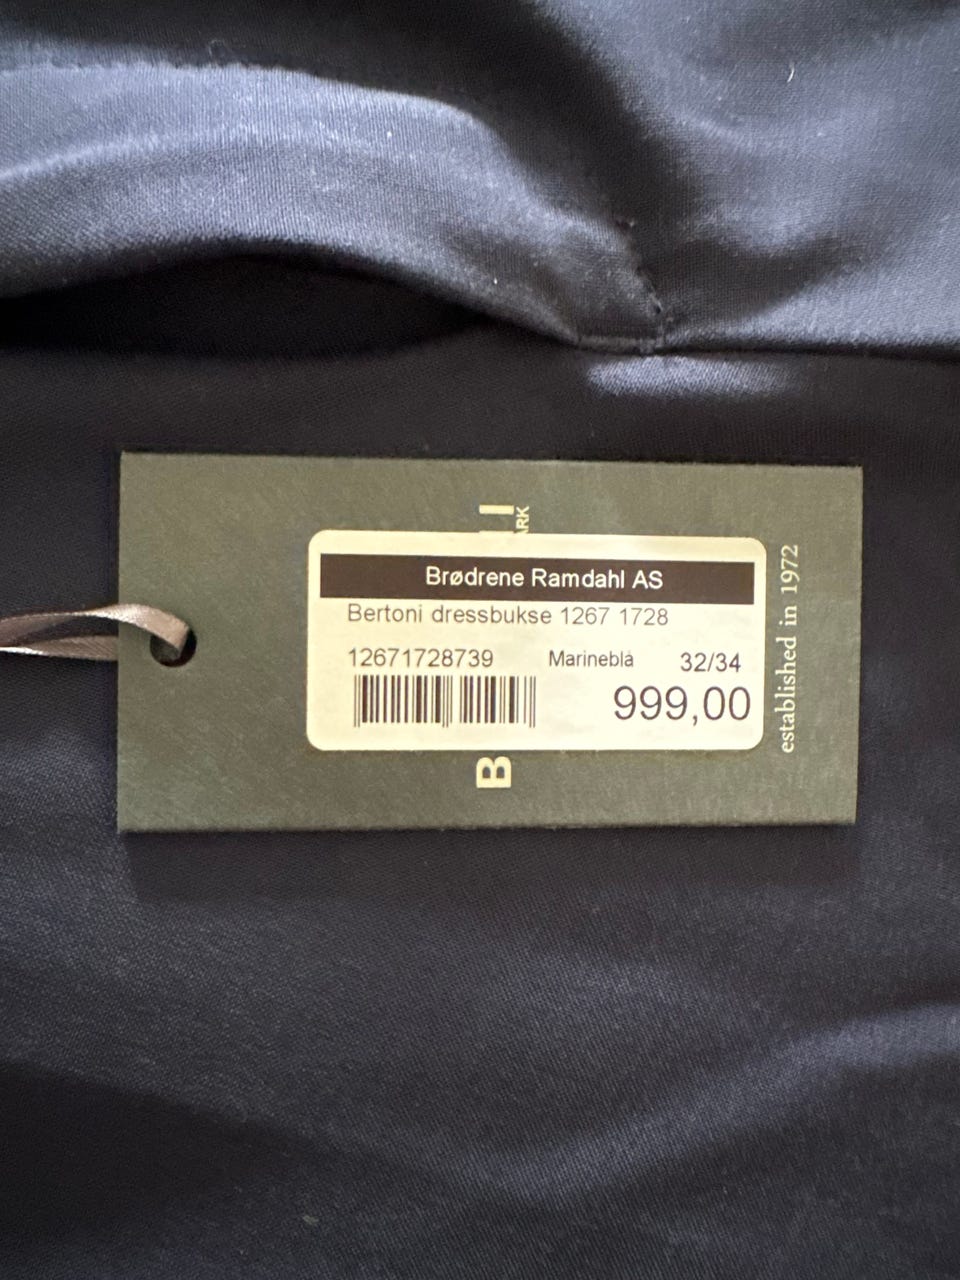 Brødrene Ramdahl AS
Bertoni dressbukse 1267 1728
12671728739 Marineblå 32/34
999,00
established in 1972
B